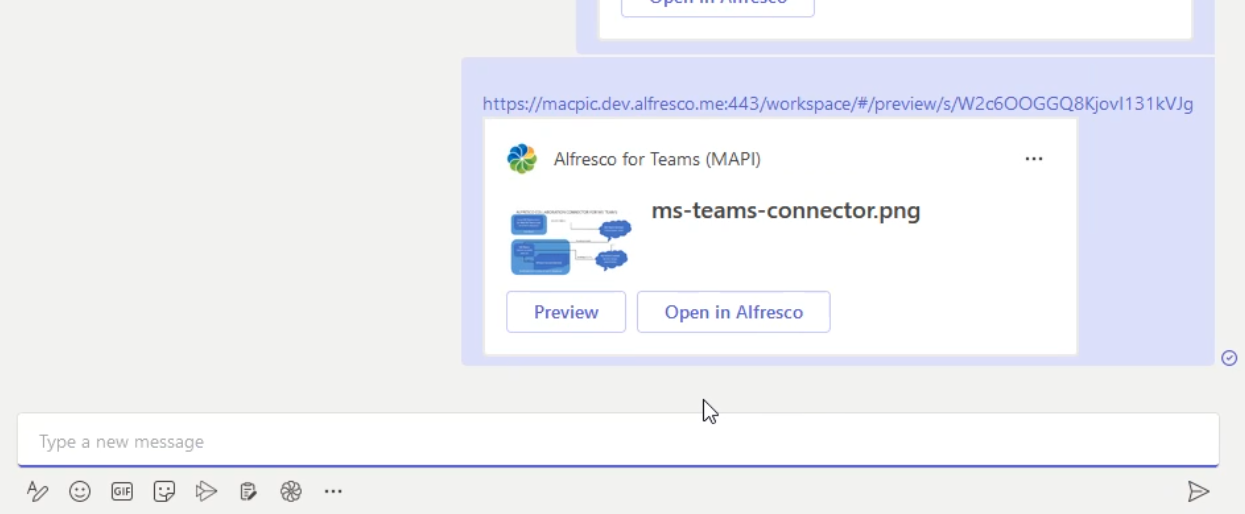 Open in Alfresco
https://macpic.dev.alfresco.me:443/workspace/#/preview/s/W2c6OOGGQ8KjovI131kVJg
Alfresco for Teams (MAPI)
ms-teams-connector.png
Preview
Open in Alfresco
Type a new message
GIF